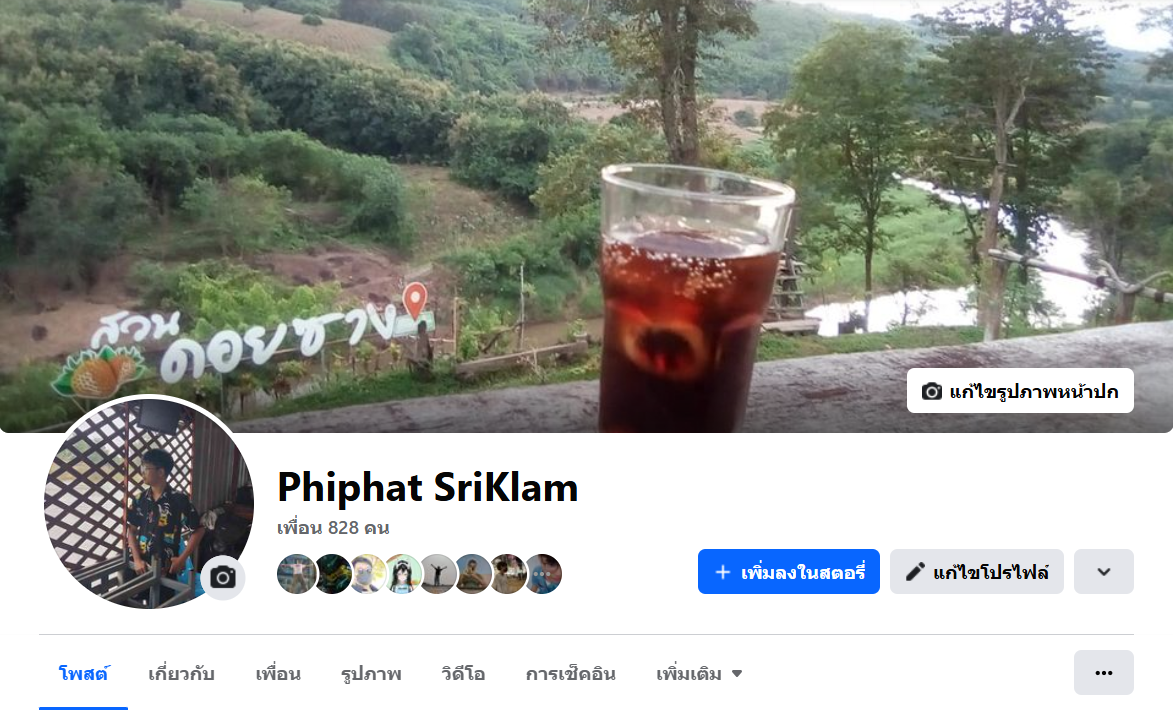 สวน
ดอยซาง
แก้ไขรูปภาพหน้าปก
Phiphat SriKlam
เพื่อน 828 คน
เพิ่มลงในสตอรี่
แก้ไขโปรไฟล์
โพสต์ เกี่ยวกับ เพื่อน รูปภาพ วิดีโอ การเช็คอิน เพิ่มเติม